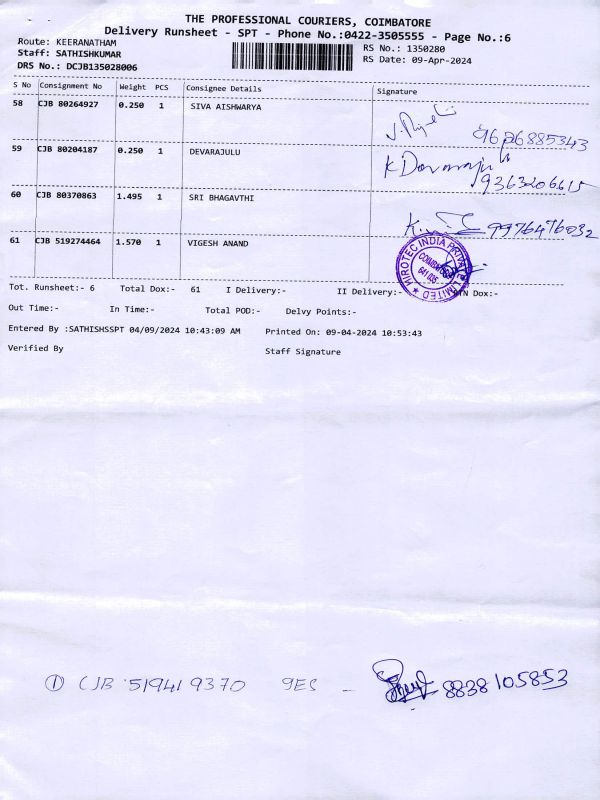 THE PROFESSIONAL COURIERS, COIMBATORE
Delivery Runsheet - SPT - Phone No.:0422-3505555 - Page No.:6
Route: KEERANATHAM
RS No.: 1350280
Staff: SATHISHKUMAR
RS Date: 09-Apr-2024
DRS No.: DCJB135028006
S No Consignment No Weight PCS Consignee Details Signature
58 CJB 80264927 0.250 1 SIVA AISHWARYA
59 CJB 80204187 0.250 1 DEVARAJULU
K Devaraju
9363206615
60 CJB 80370863 1.495 1 SRI BHAGAVTHI
9976476032
61 CJB 519274464 1.570 1 VIGESH ANAND
HIROTEC INDIA PRIVATE LIMITED
COIMBATORE
641 035
Tot. Runsheet:- 6 Total Dox:- 61 I Delivery:- II Delivery:- Dox:-
Out Time:- In Time:- Total POD:- Delvy Points:-
Entered By :SATHISHSSPT 04/09/2024 10:43:09 AM Printed On: 09-04-2024 10:53:43
Verified By Staff Signature
① CJB 519419370 9ES - 8838105853